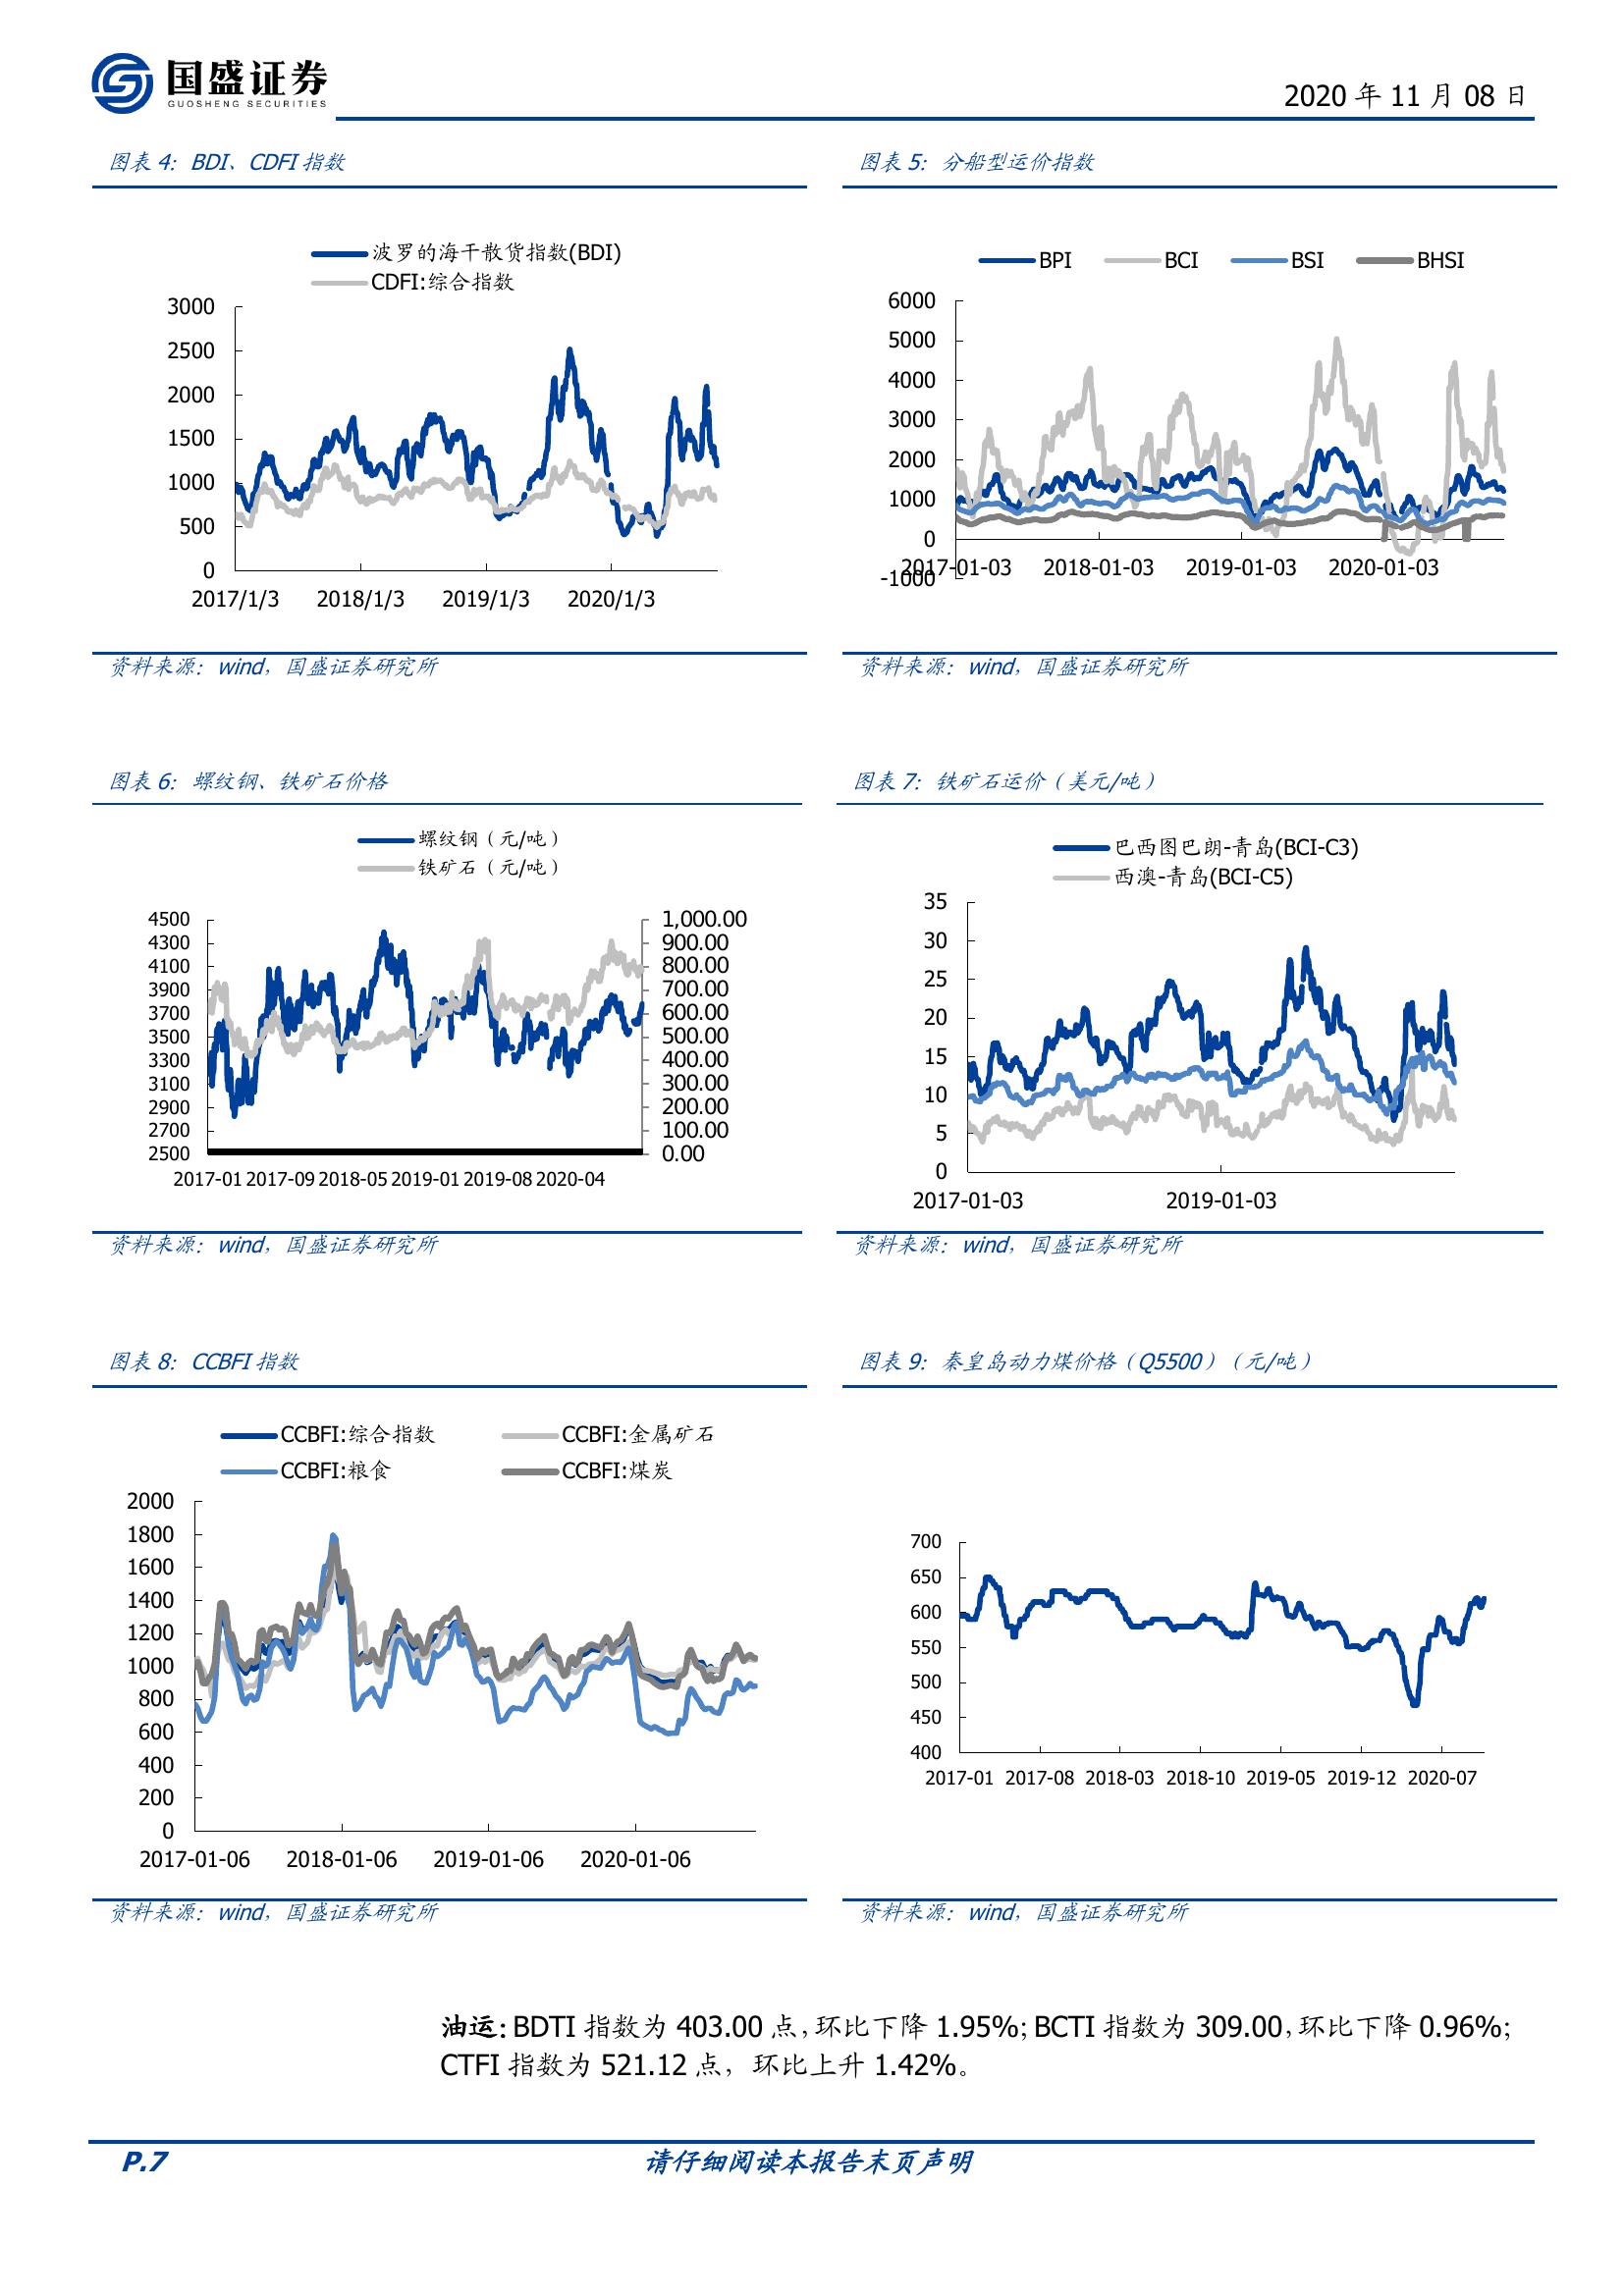 国盛证券
GUOSHENG SECURITIES
2020 年 11 月 08 日
图表 4：BDI、CDFI 指数
波罗的海干散货指数(BDI)
CDFI:综合指数
3000
2500
2000
1500
1000
500
0
2017/1/3 2018/1/3 2019/1/3 2020/1/3
资料来源：wind，国盛证券研究所
图表 5：分船型运价指数
BPI BCI BSI BHSI
6000
5000
4000
3000
2000
1000
0
-1000
2017-01-03 2018-01-03 2019-01-03 2020-01-03
资料来源：wind，国盛证券研究所
图表 6：螺纹钢、铁矿石价格
螺纹钢（元/吨）
铁矿石（元/吨）
4500 1,000.00
4300 900.00
4100 800.00
3900 700.00
3700 600.00
3500 500.00
3300 400.00
3100 300.00
2900 200.00
2700 100.00
2500 0.00
2017-01 2017-09 2018-05 2019-01 2019-08 2020-04
资料来源：wind，国盛证券研究所
图表 7：铁矿石运价（美元/吨）
巴西图巴朗-青岛(BCI-C3)
西澳-青岛(BCI-C5)
35
30
25
20
15
10
5
0
2017-01-03 2019-01-03
资料来源：wind，国盛证券研究所
图表 8：CCBFI 指数
CCBFI:综合指数 CCBFI:金属矿石
CCBFI:粮食 CCBFI:煤炭
2000
1800
1600
1400
1200
1000
800
600
400
200
0
2017-01-06 2018-01-06 2019-01-06 2020-01-06
资料来源：wind，国盛证券研究所
图表 9：秦皇岛动力煤价格（Q5500）（元/吨）
700
650
600
550
500
450
400
2017-01 2017-08 2018-03 2018-10 2019-05 2019-12 2020-07
资料来源：wind，国盛证券研究所
油运：BDTI 指数为 403.00 点，环比下降 1.95%；BCTI 指数为 309.00，环比下降 0.96%；
CTFI 指数为 521.12 点，环比上升 1.42%。
P.7 请仔细阅读本报告末页声明